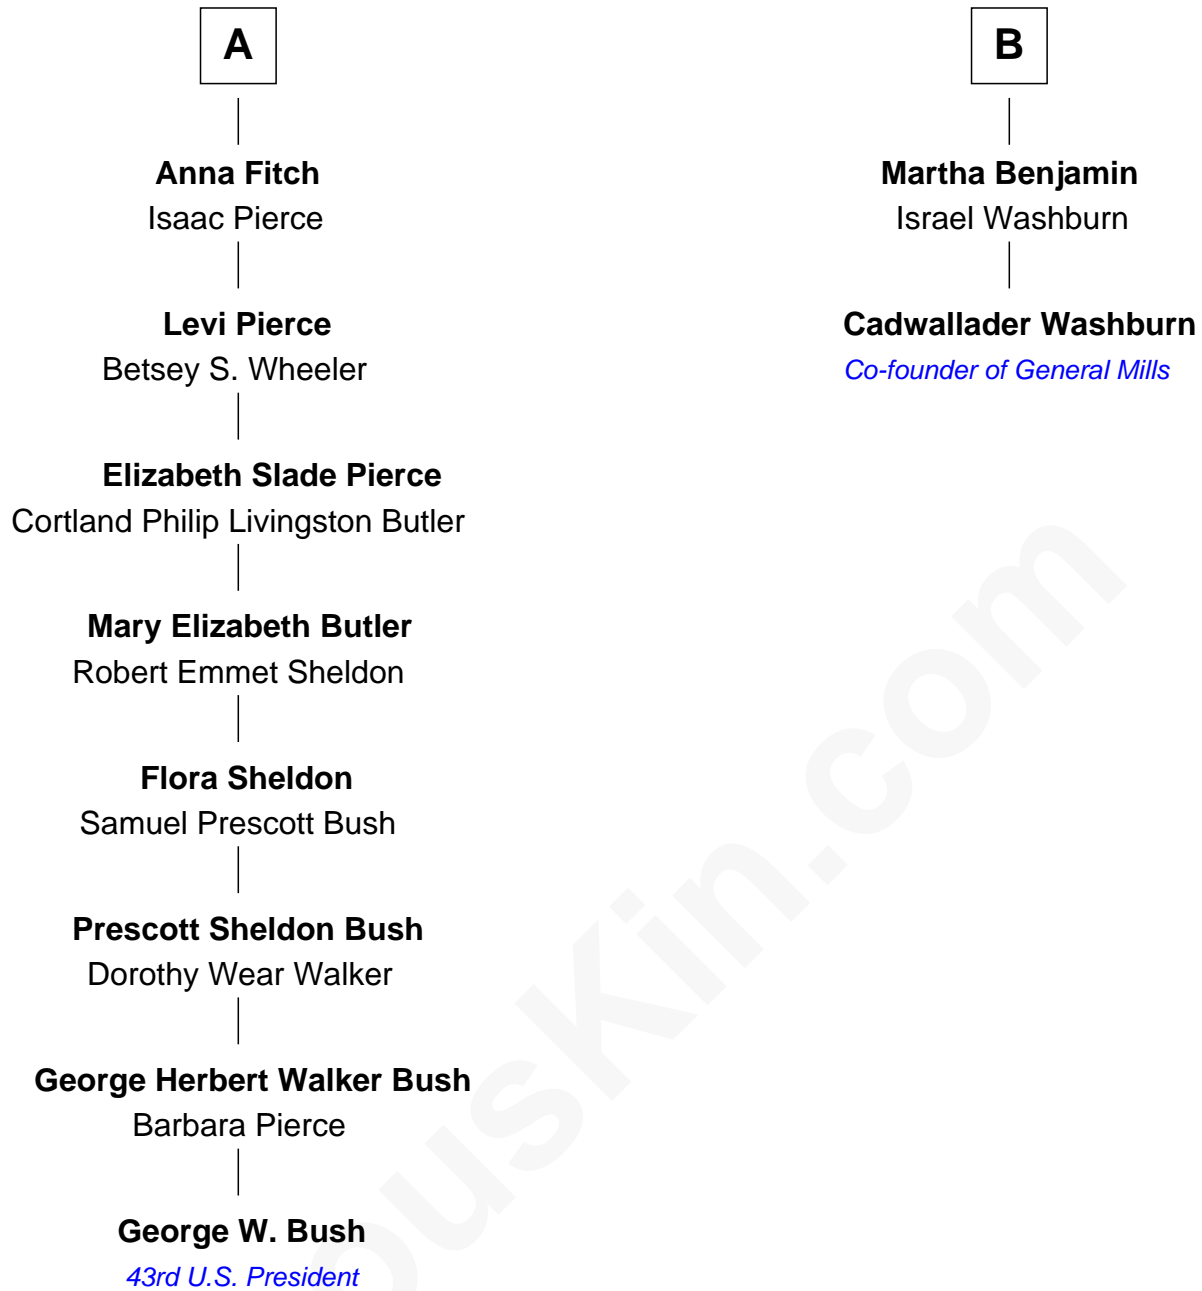 A
Anna Fitch
Isaac Pierce
Levi Pierce
Betsey S. Wheeler
Elizabeth Slade Pierce
Cortland Philip Livingston Butler
Mary Elizabeth Butler
Robert Emmet Sheldon
Flora Sheldon
Samuel Prescott Bush
Prescott Sheldon Bush
Dorothy Wear Walker
George Herbert Walker Bush
Barbara Pierce
George W. Bush
43rd U.S. President
B
Martha Benjamin
Israel Washburn
Cadwallader Washburn
Co-founder of General Mills
ousKin.com